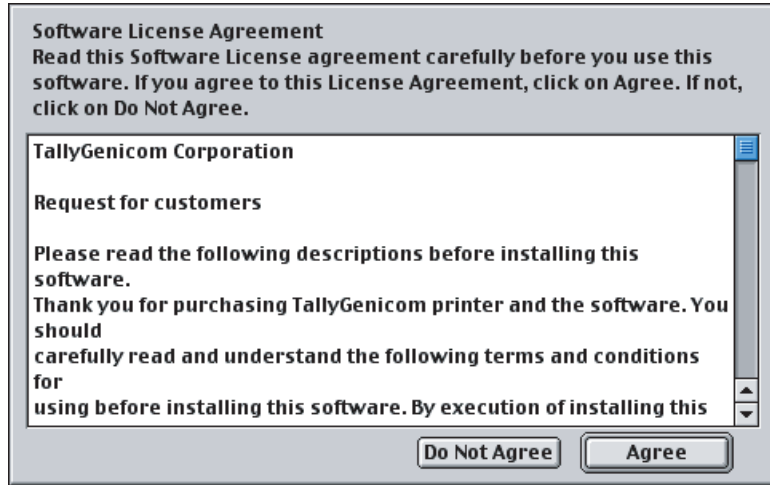 Software License Agreement
Read this Software License agreement carefully before you use this
software. If you agree to this License Agreement, click on Agree. If not,
click on Do Not Agree.
TallyGenicom Corporation
Request for customers
Please read the following descriptions before installing this
software.
Thank you for purchasing TallyGenicom printer and the software. You
should
carefully read and understand the following terms and conditions
for
using before installing this software. By execution of installing this
Do Not Agree
Agree